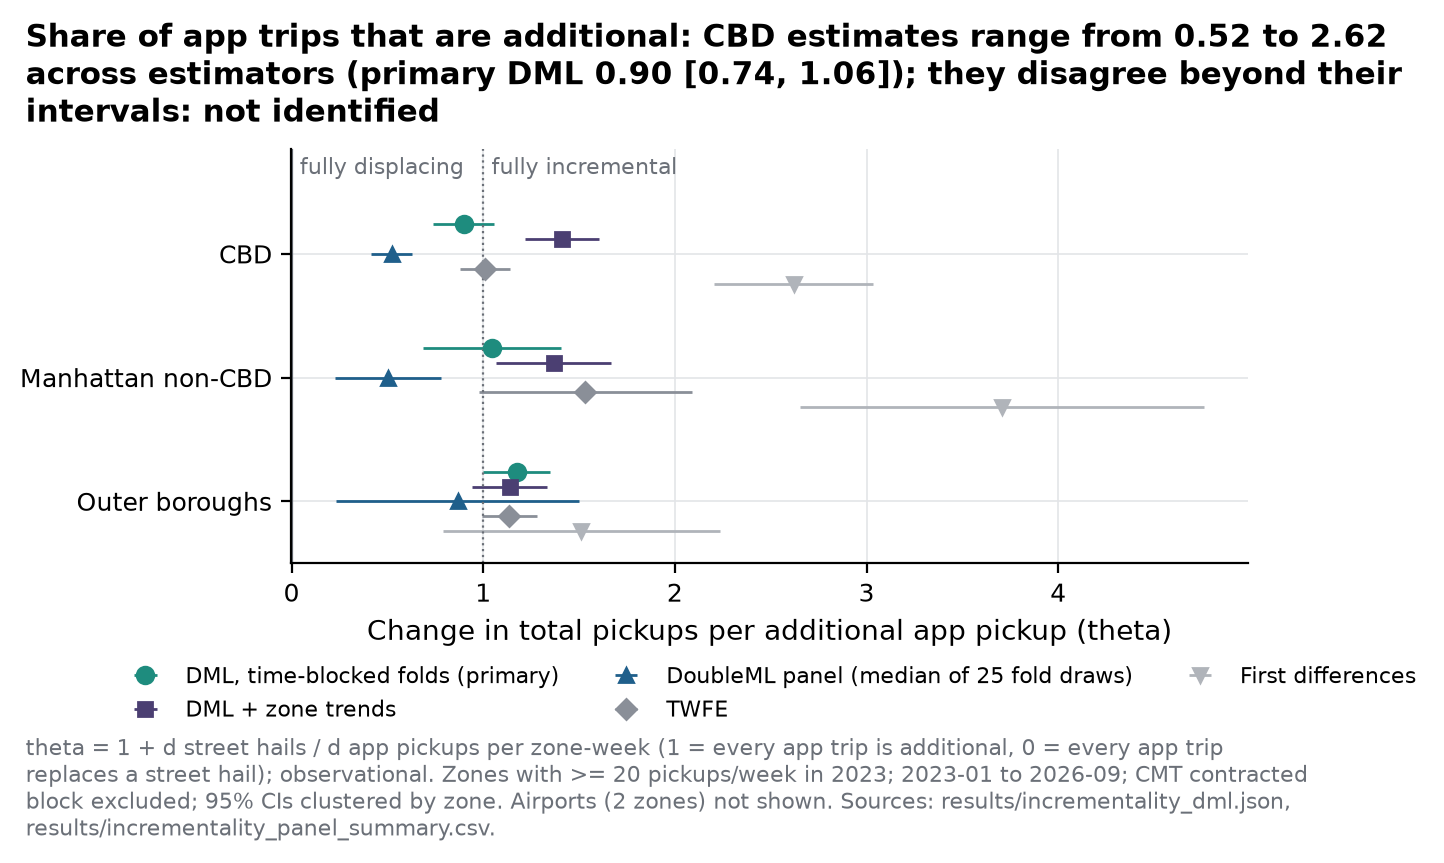 Share of app trips that are additional: CBD estimates range from 0.52 to 2.62
across estimators (primary DML 0.90 [0.74, 1.06]); they disagree beyond their
intervals: not identified
fully displacing
fully incremental
CBD
Manhattan non-CBD
Outer boroughs
0
1
2
3
4
Change in total pickups per additional app pickup (theta)
DML, time-blocked folds (primary)
DML + zone trends
DoubleML panel (median of 25 fold draws)
TWFE
First differences
theta = 1 + d street hails / d app pickups per zone-week (1 = every app trip is additional, 0 = every app trip
replaces a street hail); observational. Zones with >= 20 pickups/week in 2023; 2023-01 to 2026-09; CMT contracted
block excluded; 95% CIs clustered by zone. Airports (2 zones) not shown. Sources: results/incrementality_dml.json,
results/incrementality_panel_summary.csv.